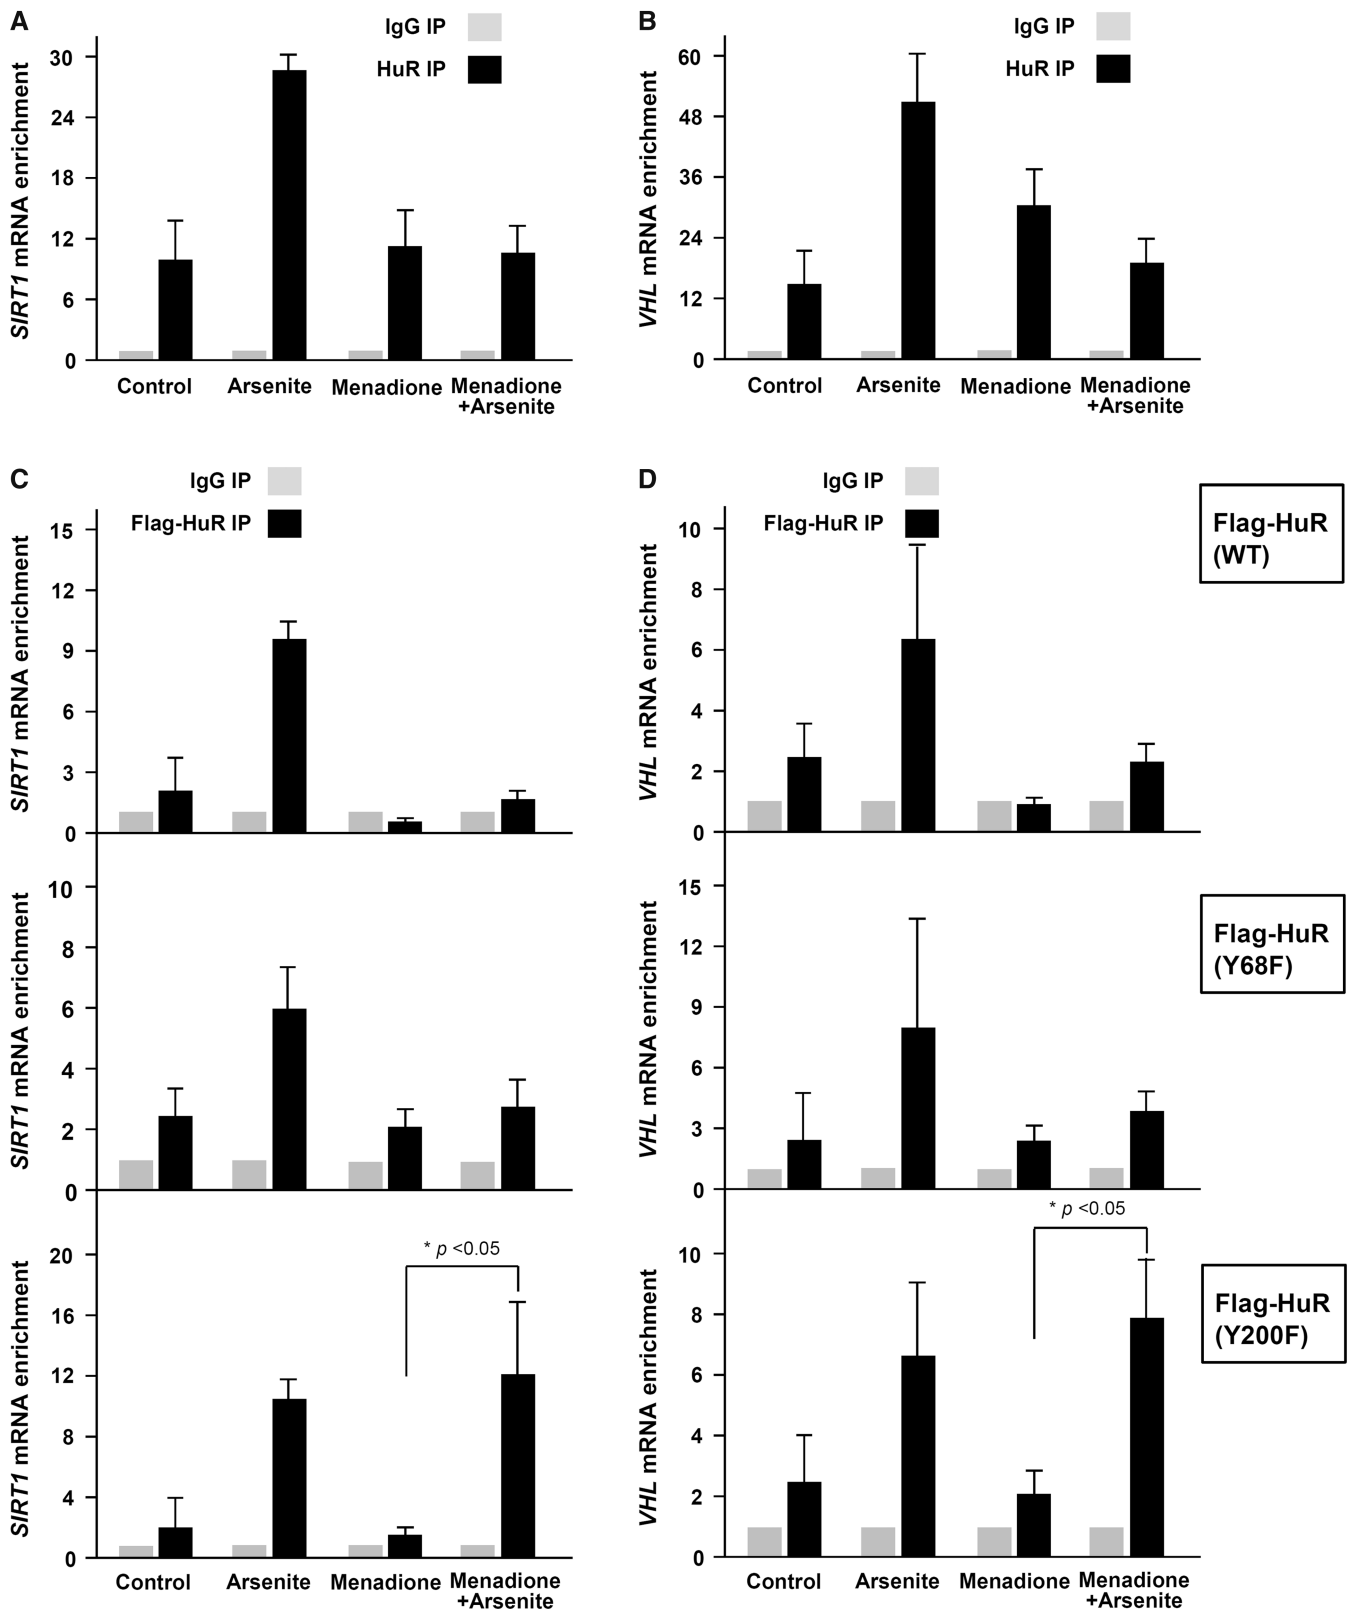 A
IgG IP
HuR IP
SIRT1 mRNA enrichment
30
24
18
12
6
0
Control
Arsenite
Menadione
Menadione
+Arsenite
B
IgG IP
HuR IP
VHL mRNA enrichment
60
48
36
24
12
0
Control
Arsenite
Menadione
Menadione
+Arsenite
C
IgG IP
Flag-HuR IP
SIRT1 mRNA enrichment
15
12
9
6
3
0
D
IgG IP
Flag-HuR IP
VHL mRNA enrichment
10
8
6
4
2
0
Flag-HuR
(WT)
SIRT1 mRNA enrichment
10
8
6
4
2
0
VHL mRNA enrichment
15
12
9
6
3
0
Flag-HuR
(Y68F)
SIRT1 mRNA enrichment
20
16
12
8
4
0
* p <0.05
Control
Arsenite
Menadione
Menadione
+Arsenite
VHL mRNA enrichment
10
8
6
4
2
0
* p <0.05
Control
Arsenite
Menadione
Menadione
+Arsenite
Flag-HuR
(Y200F)